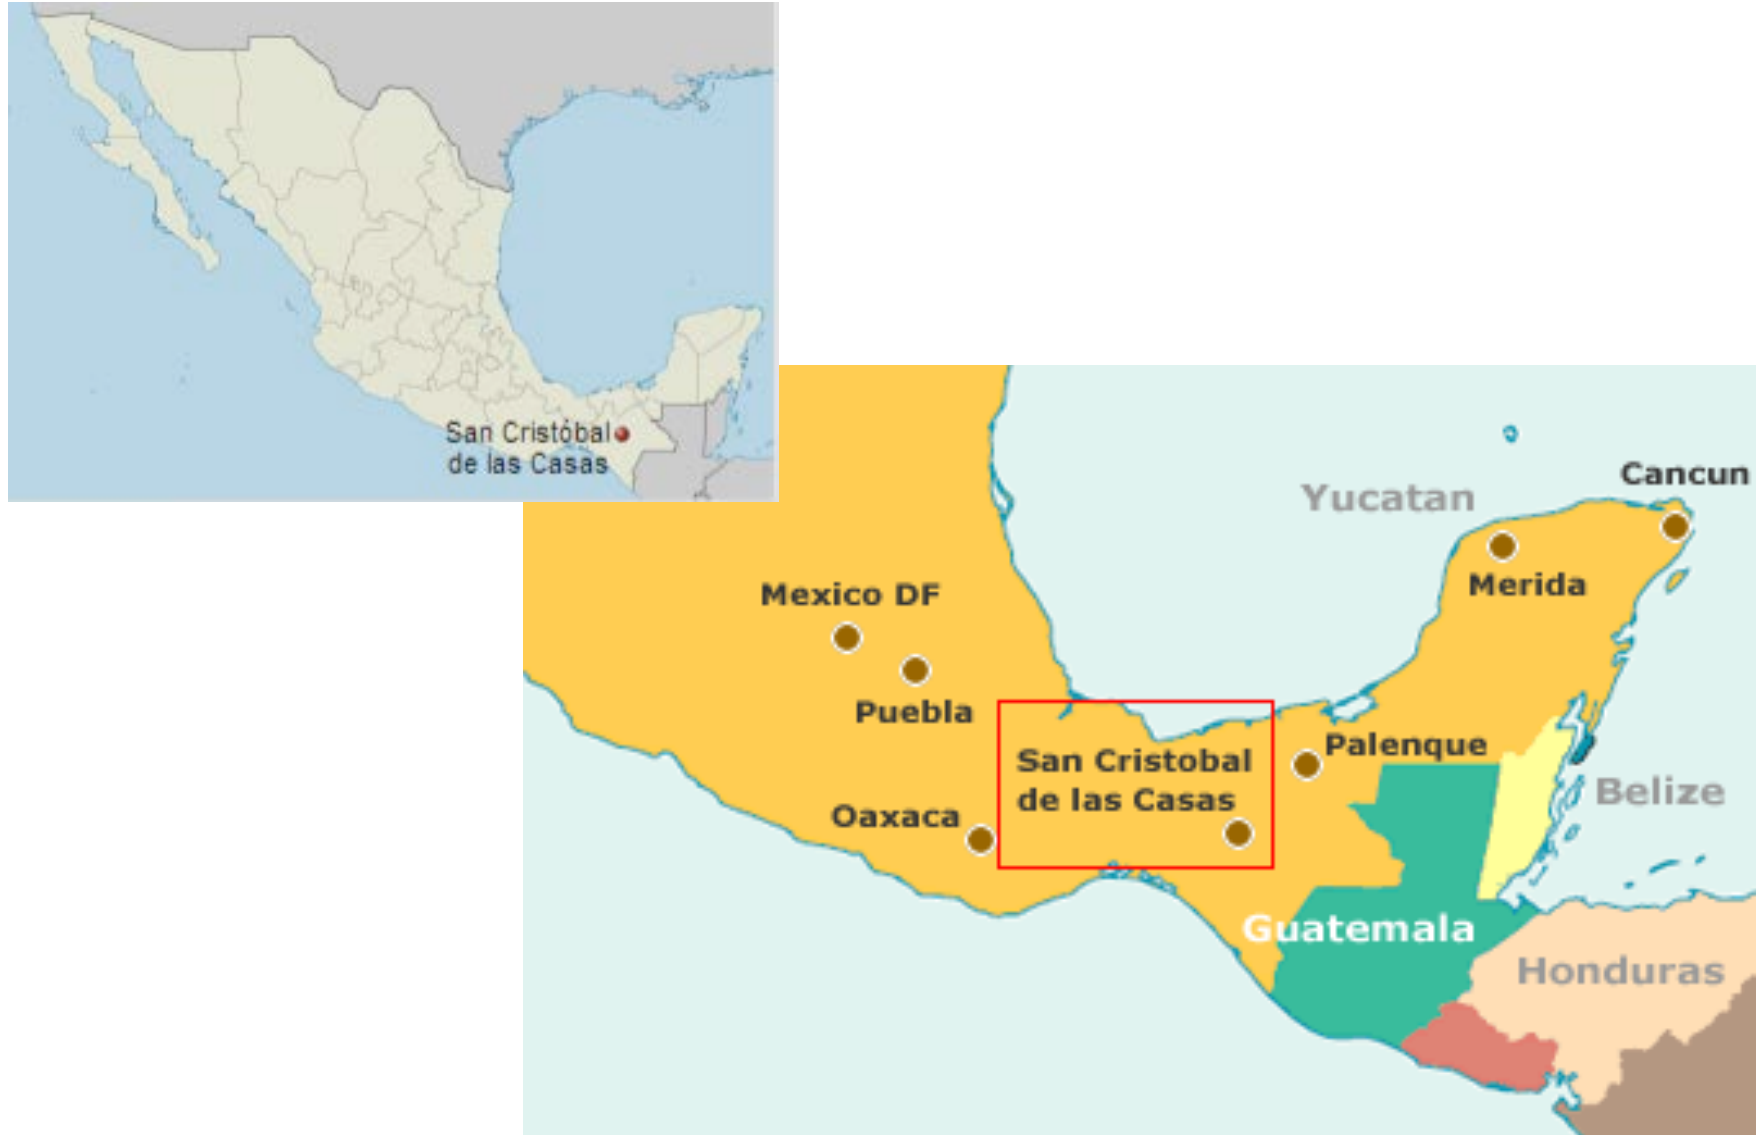 San Cristóbal
de las Casas
Cancun
Yucatan
Merida
Mexico DF
Puebla
Palenque
San Cristobal
de las Casas
Belize
Oaxaca
Guatemala
Honduras